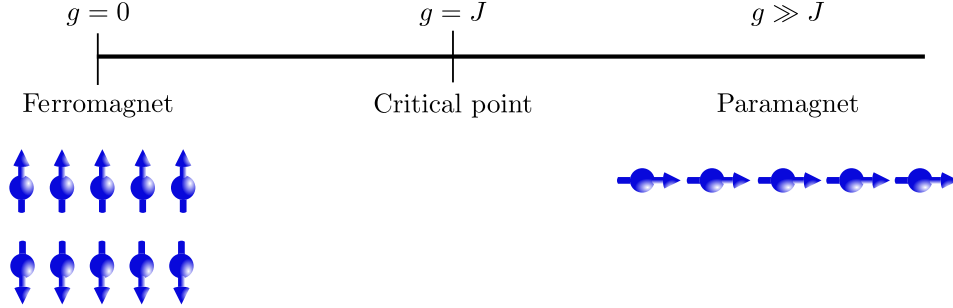 g = 0 g = J g ≫ J
Ferromagnet Critical point Paramagnet